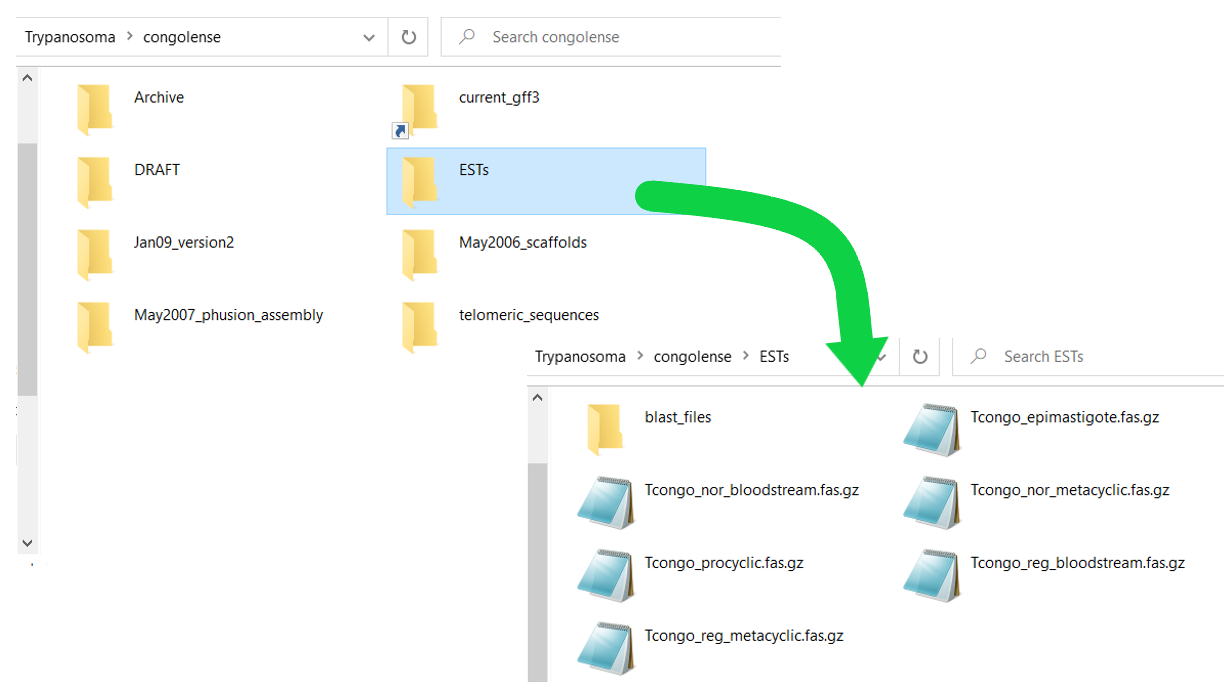 Trypanosoma > congolense
Search congolense
Archive
current_gff3
DRAFT
ESTs
Jan09_version2
May2006_scaffolds
May2007_phusion_assembly
telomeric_sequences
Trypanosoma > congolense > ESTs
Search ESTs
blast_files
Tcongo_epimastigote.fas.gz
Tcongo_nor_bloodstream.fas.gz
Tcongo_nor_metacyclic.fas.gz
Tcongo_procyclic.fas.gz
Tcongo_reg_bloodstream.fas.gz
Tcongo_reg_metacyclic.fas.gz